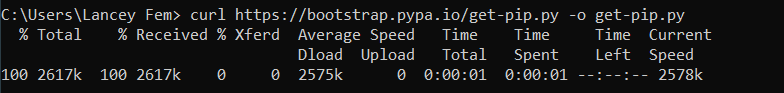 C:\Users\Lancey Fem> curl https://bootstrap.pypa.io/get-pip.py -o get-pip.py
  % Total    % Received % Xferd  Average Speed   Time    Time     Time  Current
                                 Dload  Upload   Total   Spent    Left  Speed
100 2617k  100 2617k    0     0  2575k      0  0:00:01  0:00:01 --:--:-- 2578k